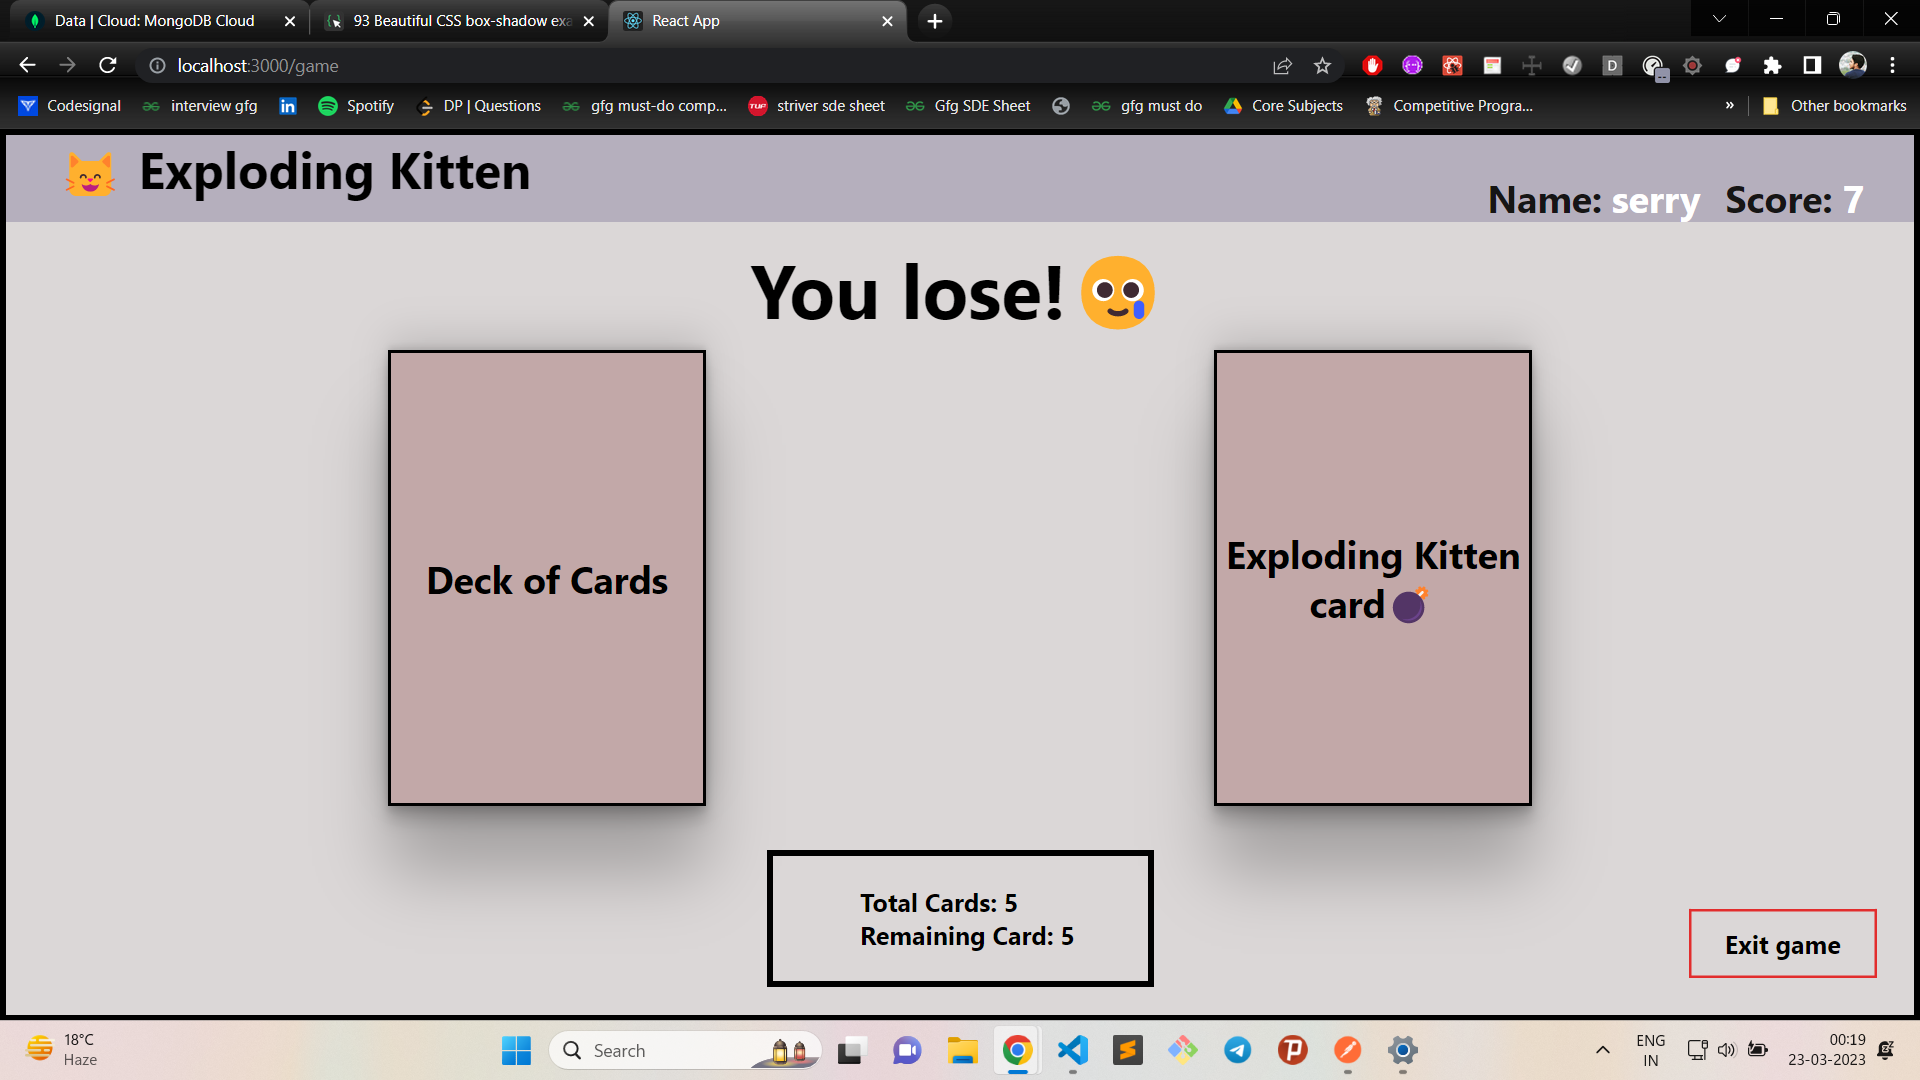 Data | Cloud: MongoDB Cloud
93 Beautiful CSS box-shadow exa
React App
localhost:3000/game
D
Codesignal
interview gfg
Spotify
DP | Questions
gfg must-do comp...
TUF
striver sde sheet
Gfg SDE Sheet
gfg must do
Core Subjects
Competitive Progra...
»
Other bookmarks
Exploding Kitten
Name: serry Score: 7
You lose!
Deck of Cards
Exploding Kitten
card
Total Cards: 5
Remaining Card: 5
Exit game
18°C
Haze
Search
ENG
IN
00:19
23-03-2023